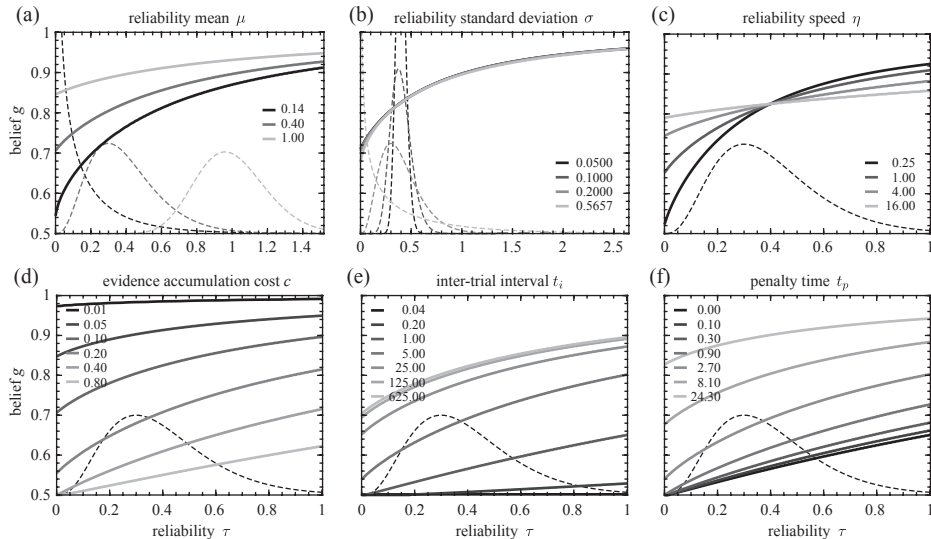 (a) reliability mean μ
belief g
1
0.9
0.8
0.7
0.6
0.5
0.14
0.40
1.00
0 0.2 0.4 0.6 0.8 1 1.2 1.4
(b) reliability standard deviation σ
0.0500
0.1000
0.2000
0.5657
0 0.5 1 1.5 2 2.5
(c) reliability speed η
0.25
1.00
4.00
16.00
0 0.2 0.4 0.6 0.8 1
(d) evidence accumulation cost c
belief g
1
0.9
0.8
0.7
0.6
0.5
0.01
0.05
0.10
0.20
0.40
0.80
0 0.2 0.4 0.6 0.8 1
reliability τ
(e) inter-trial interval tᵢ
0.04
0.20
1.00
5.00
25.00
125.00
625.00
0 0.2 0.4 0.6 0.8 1
reliability τ
(f) penalty time tₚ
0.00
0.10
0.30
0.90
2.70
8.10
24.30
0 0.2 0.4 0.6 0.8 1
reliability τ